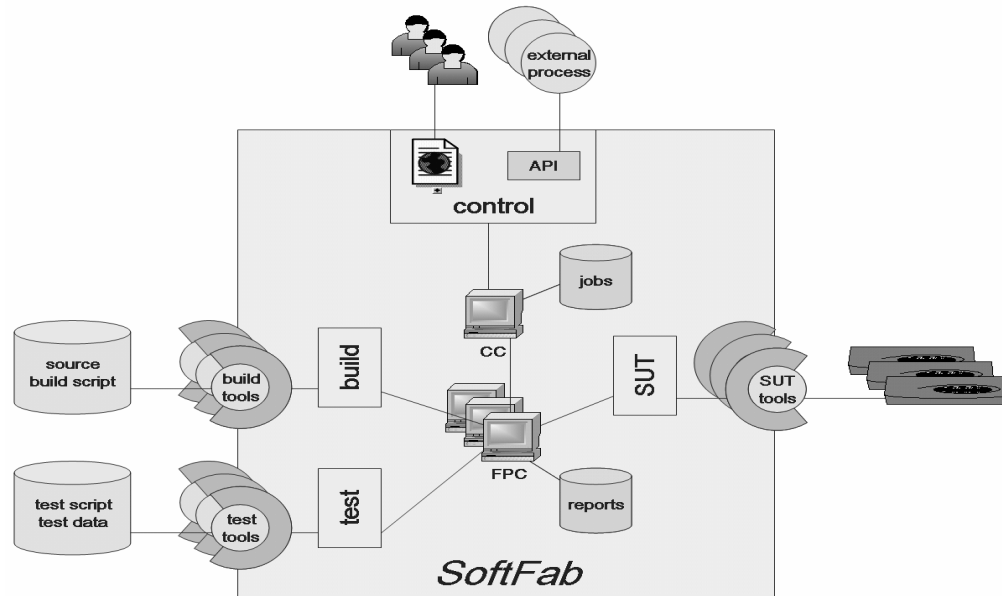 external
process
API
control
jobs
CC
source
build script
build
tools
build
SUT
SUT
tools
FPC
test script
test data
test
tools
test
reports
SoftFab